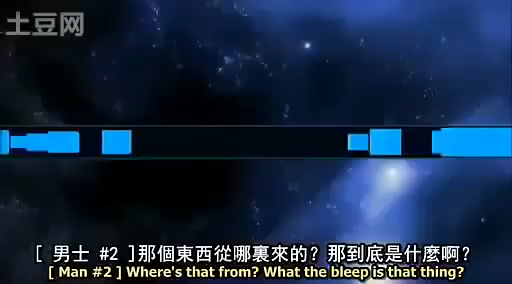 土豆网
[ 男士 #2 ]那個東西從哪裏來的? 那到底是什麼啊?
[ Man #2 ] Where's that from? What the bleep is that thing?